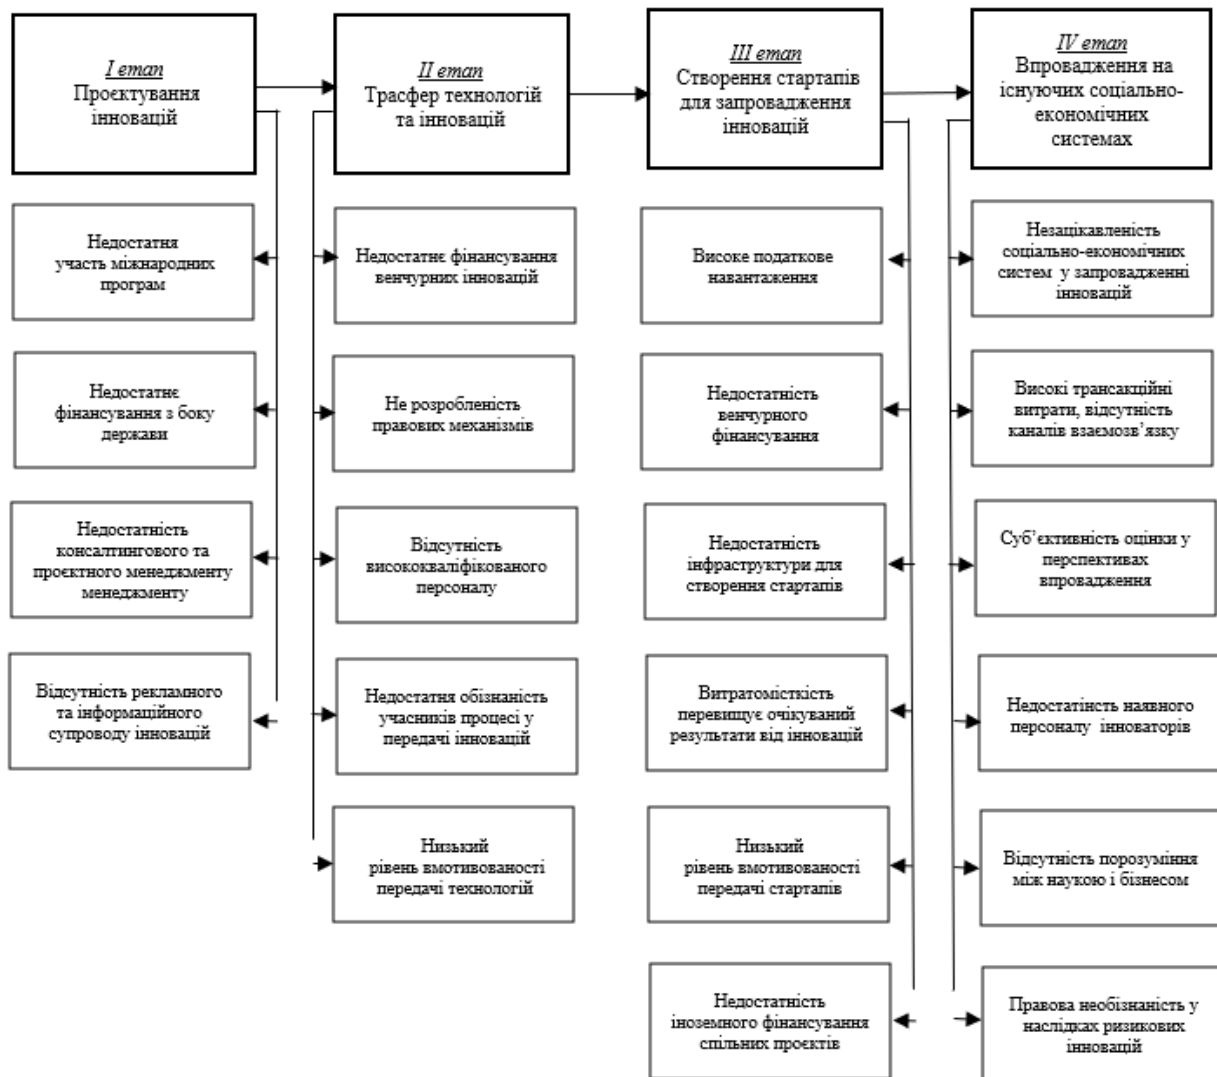 I етап
Проєктування
інновацій
II етап
Трасфер технологій
та інновацій
III етап
Створення стартапів
для запровадження
інновацій
IV етап
Впровадження на
існуючих соціально-
економічних
системах
Недостатня
участь міжнародних
програм
Недостатнє
фінансування з боку
держави
Недостатність
консалтингового та
проєктного менеджменту
менеджменту
Відсутність рекламного
та інформаційного
супроводу інновацій
Недостатнє фінансування
венчурних інновацій
Не розробленість
правових механізмів
Відсутність
висококваліфікованого
персоналу
Недостатня обізнаність
учасників процесі у
передачі інновацій
Низький
рівень вмотивованості
передачі технологій
Високе податкове
навантаження
Недостатність
венчурного
фінансування
Недостатність
інфраструктури для
створення стартапів
Витратомісткість
перевищує очікуваний
результати від інновацій
Низький
рівень вмотивованості
передачі стартапів
Недостатність
іноземного фінансування
спільних проєктів
Незацікавленість
соціально-економічних
систем у запровадженні
інновацій
Високі трансакційні
витрати, відсутність
каналів взаємозв’язку
Суб’єктивність оцінки у
перспективах
впровадження
Недостатінсть наявного
персоналу інноваторів
Відсутність порозуміння
між наукою і бізнесом
Правова необізнаність у
наслідках ризикових
інновацій